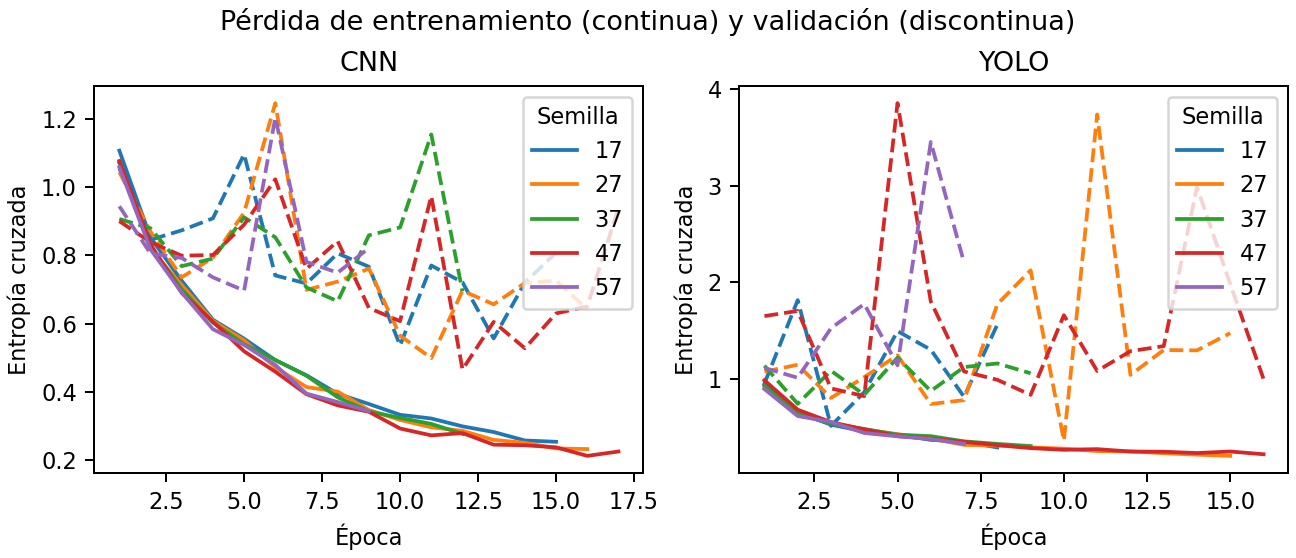 Pérdida de entrenamiento (continua) y validación (discontinua)
CNN
Entropía cruzada
1.2
1.0
0.8
0.6
0.4
0.2
2.5 5.0 7.5 10.0 12.5 15.0 17.5
Época
Semilla
17
27
37
47
57
YOLO
Entropía cruzada
4
3
2
1
2.5 5.0 7.5 10.0 12.5 15.0
Época
Semilla
17
27
37
47
57